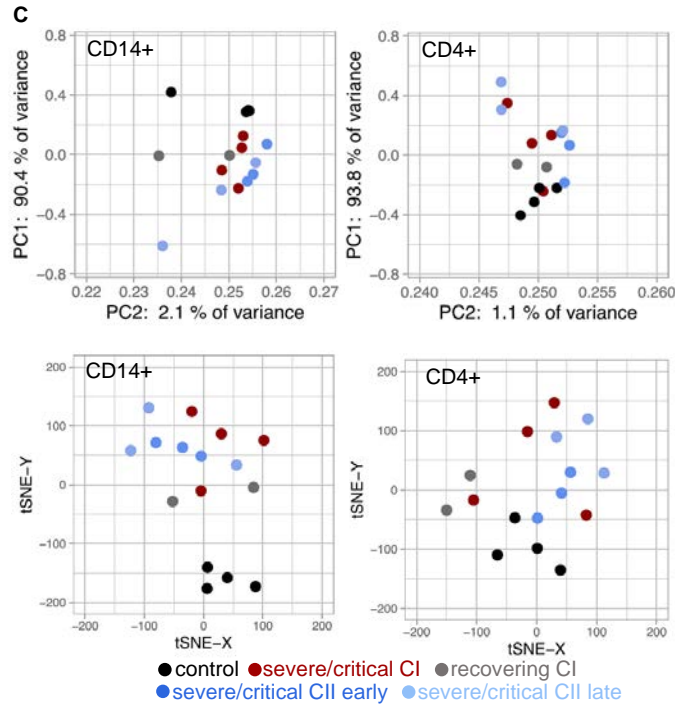 C
CD14+
0.8
0.4
0.0
−0.4
−0.8
PC1: 90.4 % of variance
0.22 0.23 0.24 0.25 0.26 0.27
PC2: 2.1 % of variance
CD4+
0.8
0.4
0.0
−0.4
−0.8
PC1: 93.8 % of variance
0.240 0.245 0.250 0.255 0.260
PC2: 1.1 % of variance
CD14+
200
100
0
−100
−200
tSNE−Y
−200 −100 0 100 200
tSNE−X
CD4+
200
100
0
−100
−200
tSNE−Y
−200 −100 0 100 200
tSNE−X
control severe/critical CI recovering CI
severe/critical CII early severe/critical CII late